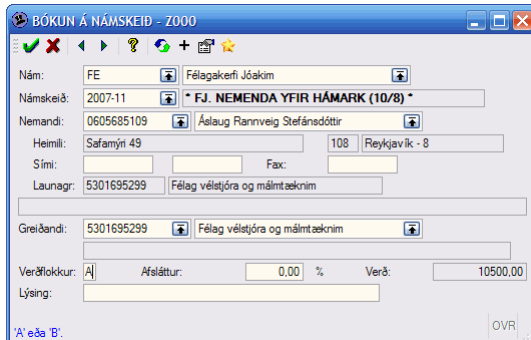 BÓKUN Á NÁMSKEIÐ - Z000
Nám: FE Félagakerfi Jóakim
Námskeið: 2007-11 * FJ. NEMENDA YFIR HÁMARK (10/8) *
Nemandi: 0605685109 Áslaug Rannveig Stefánsdóttir
Heimili: Safamýri 49 108 Reykjavík - 8
Sími: Fax:
Launagr: 5301695299 Félag vélstjóra og málmtæknim
Greiðandi: 5301695299 Félag vélstjóra og málmtæknim
Verðflokkur: A Afsláttur: 0,00 % Verð: 10500,00
Lýsing:
'A' eða 'B'. OVR